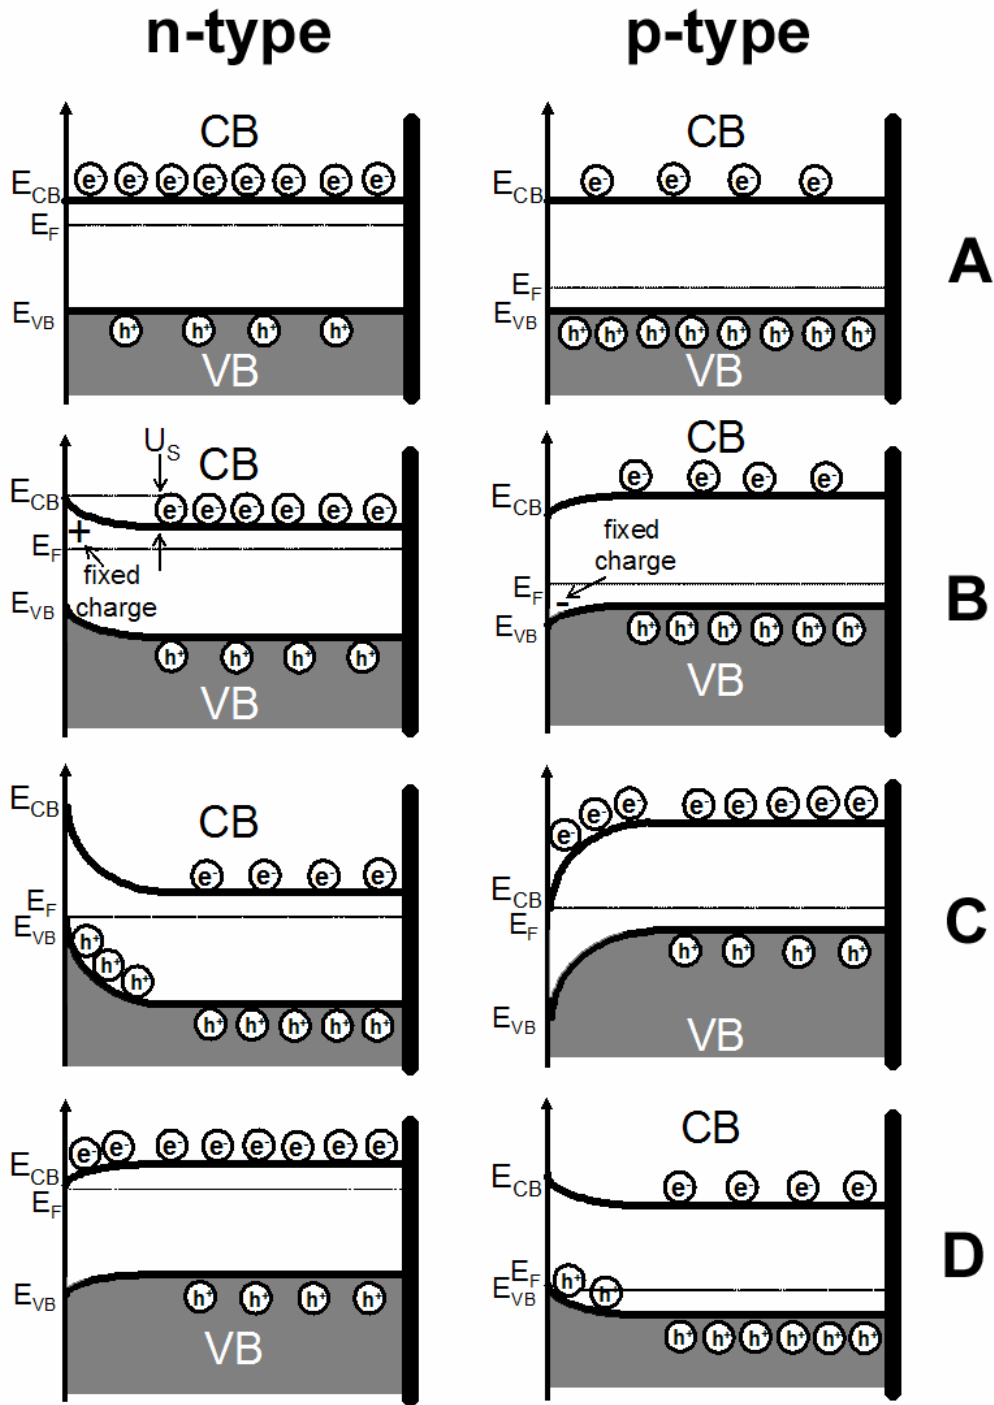 n-type
p-type
CB
e⁻ e⁻ e⁻ e⁻ e⁻ e⁻ e⁻ e⁻
E_CB
E_F
E_VB
h⁺ h⁺ h⁺ h⁺
VB
CB
e⁻ e⁻ e⁻ e⁻
E_CB
E_F
E_VB
h⁺ h⁺ h⁺ h⁺ h⁺ h⁺ h⁺ h⁺
VB
A
U_S
CB
E_CB
e⁻ e⁻ e⁻ e⁻ e⁻ e⁻
+
E_F
fixed
charge
E_VB
h⁺ h⁺ h⁺ h⁺
VB
CB
e⁻ e⁻ e⁻ e⁻
E_CB
fixed
charge
E_F
-
E_VB
h⁺ h⁺ h⁺ h⁺ h⁺ h⁺
VB
B
E_CB
CB
e⁻ e⁻ e⁻ e⁻
E_F
E_VB
h⁺
h⁺
h⁺
h⁺ h⁺ h⁺ h⁺ h⁺
e⁻ e⁻ e⁻ e⁻ e⁻ e⁻ e⁻ e⁻
E_CB
E_F
h⁺ h⁺ h⁺ h⁺
E_VB
VB
C
e⁻ e⁻ e⁻ e⁻ e⁻ e⁻ e⁻ e⁻
E_CB
E_F
E_VB
h⁺ h⁺ h⁺ h⁺
VB
CB
E_CB
e⁻ e⁻ e⁻ e⁻
E_F
E_VB
h⁺
h⁺
h⁺ h⁺ h⁺ h⁺ h⁺ h⁺
D